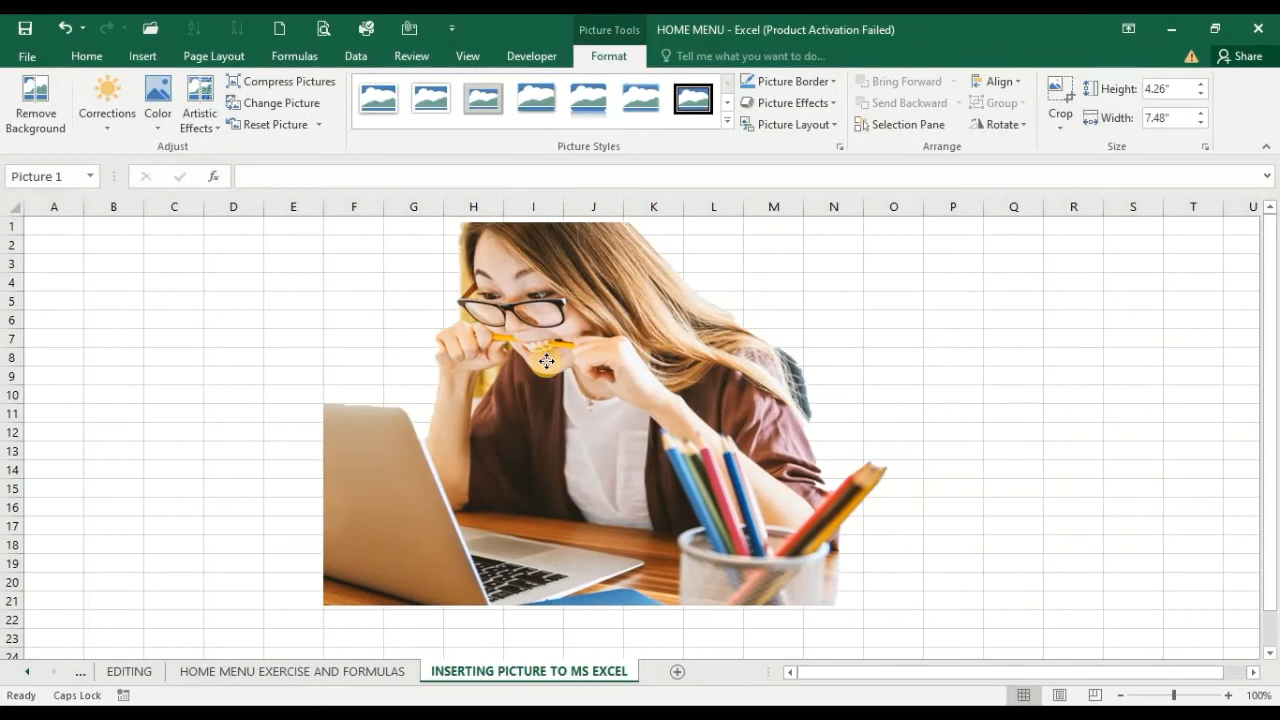 Picture Tools
HOME MENU - Excel (Product Activation Failed)
File
Home
Insert
Page Layout
Formulas
Data
Review
View
Developer
Format
Tell me what you want to do...
Share
Remove
Background
Corrections
Color
Artistic
Effects
Compress Pictures
Change Picture
Reset Picture
Adjust
Picture Styles
Picture Border
Picture Effects
Picture Layout
Bring Forward
Send Backward
Selection Pane
Align
Group
Rotate
Arrange
Crop
Height: 4.26"
Width: 7.48"
Size
Picture 1
fx
A B C D E F G H I J K L M N O P Q R S T U
1
2
3
4
5
6
7
8
9
10
11
12
13
14
15
16
17
18
19
20
21
22
23
24
... EDITING HOME MENU EXERCISE AND FORMULAS INSERTING PICTURE TO MS EXCEL
Ready Caps Lock 100%